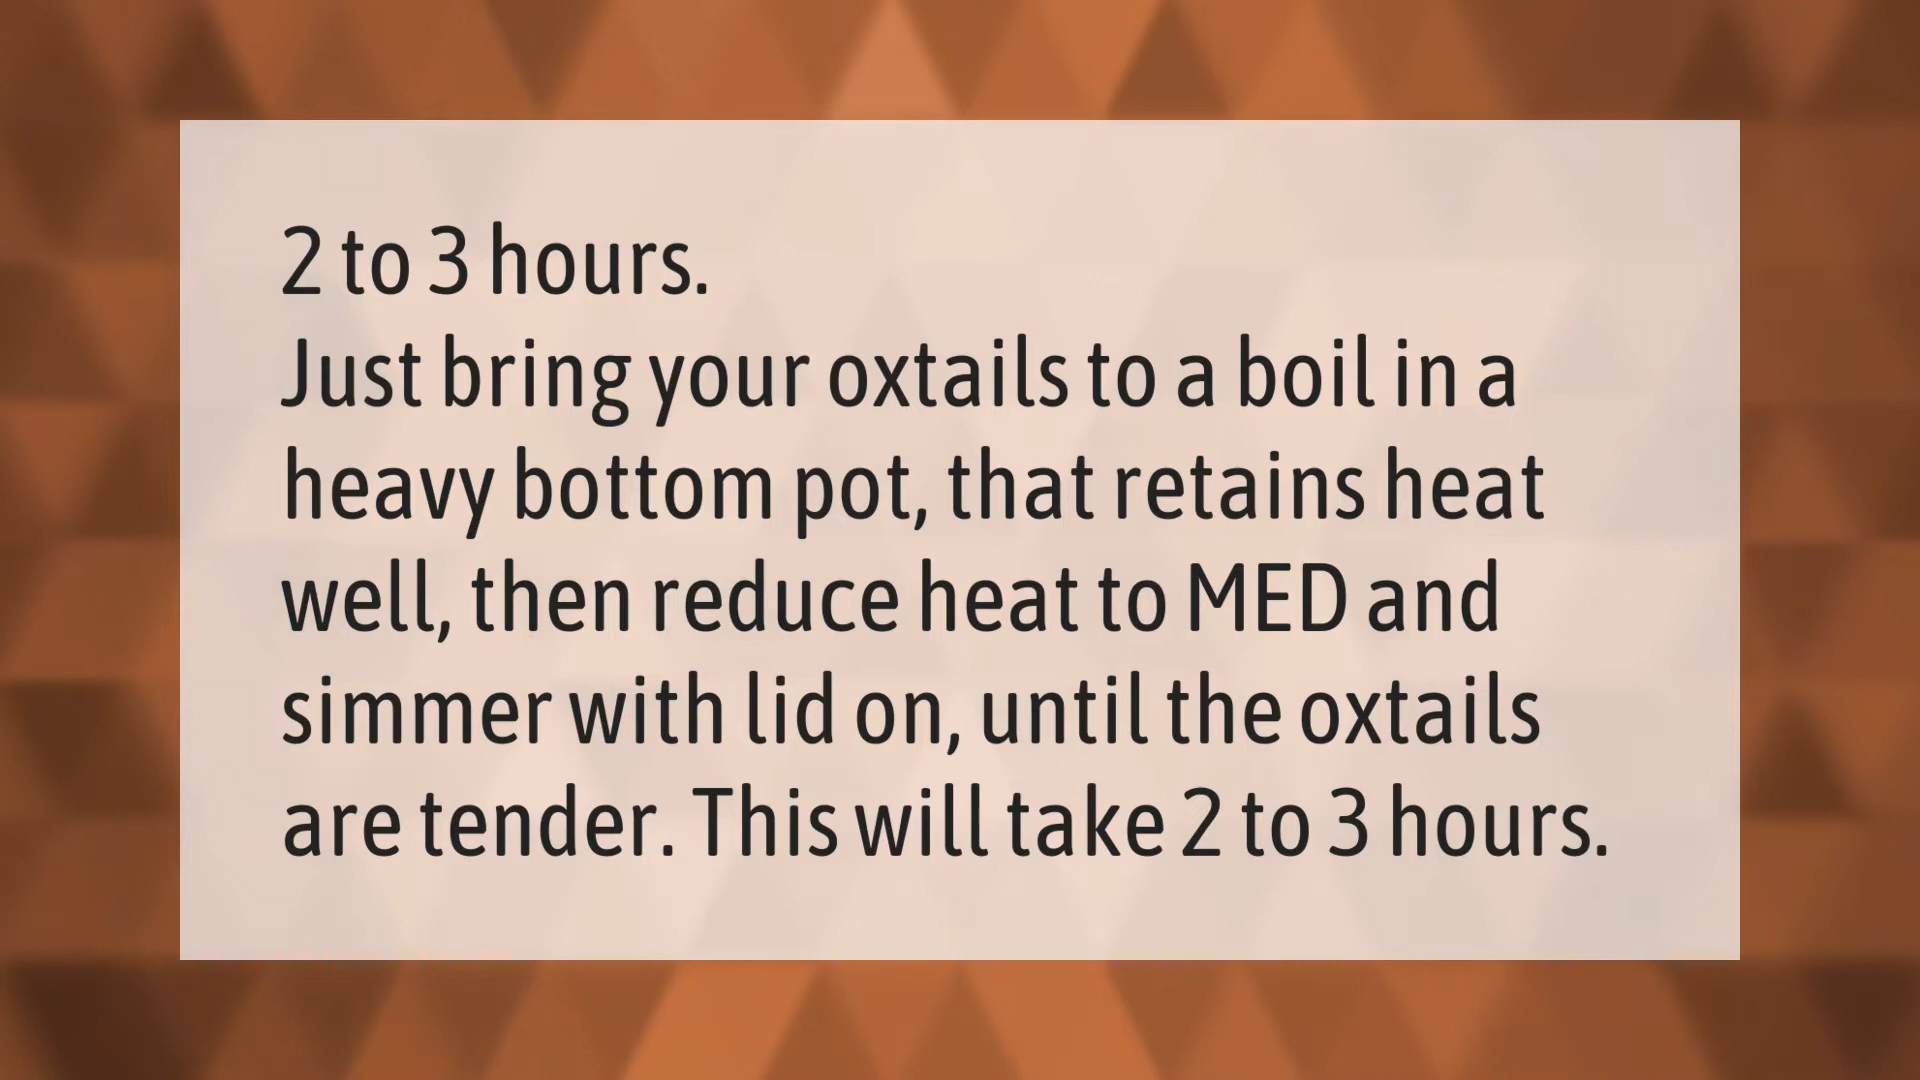 2 to 3 hours.
Just bring your oxtails to a boil in a
heavy bottom pot, that retains heat
well, then reduce heat to MED and
simmer with lid on, until the oxtails
are tender. This will take 2 to 3 hours.